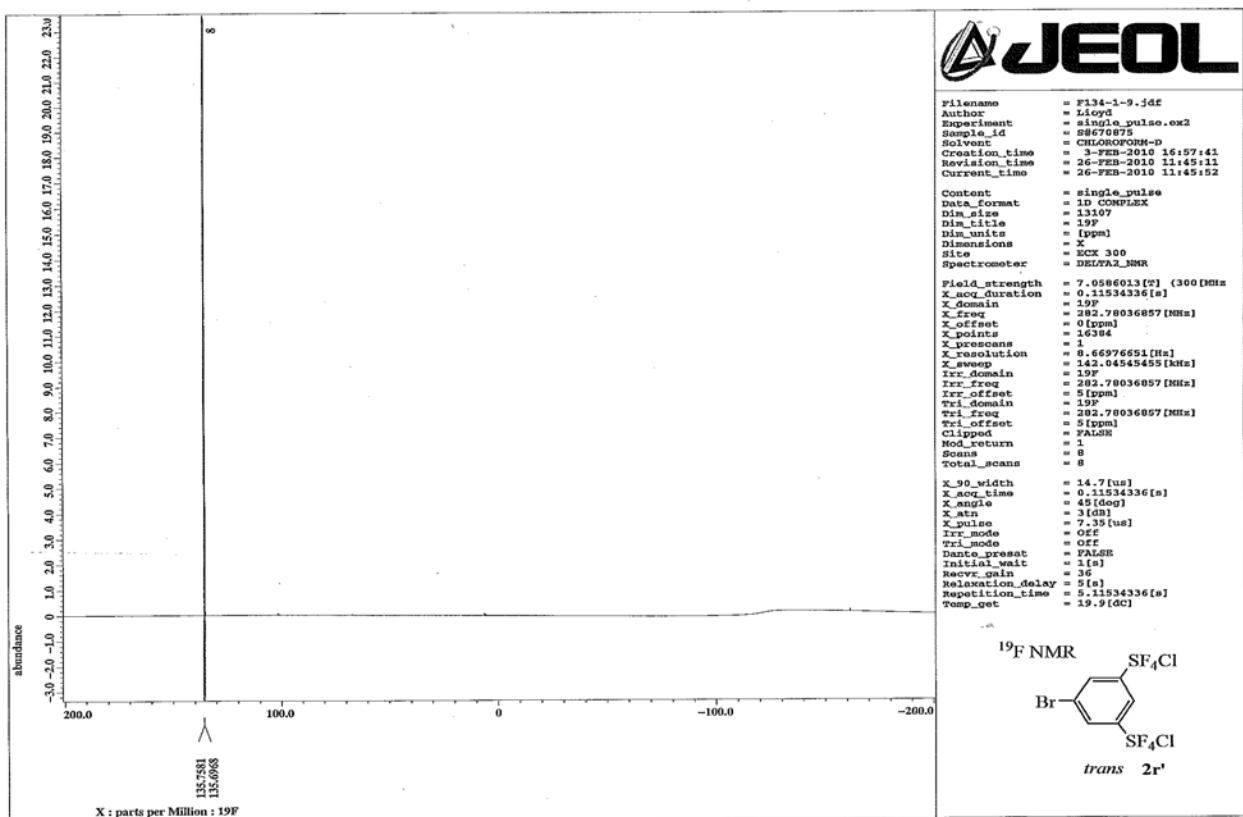 JEOL
Filename = F134-1-9.jdf
Author = Lioyd
Experiment = single_pulse.ex2
Sample_id = S#670875
Solvent = CHLOROFORM-D
Creation_time = 3-FEB-2010 16:57:41
Revision_time = 26-FEB-2010 11:45:11
Current_time = 26-FEB-2010 11:45:52
Content = single_pulse
Data_format = 1D COMPLEX
Dim_size = 13107
Dim_title = 19F
Dim_units = [ppm]
Dimensions = X
Site = ECX 300
Spectrometer = DELTA2_NMR
Field_strength = 7.0586013[T] (300[MHz
X_acq_duration = 0.11534336[s]
X_domain = 19F
X_freq = 282.78036857[MHz]
X_offset = 0[ppm]
X_points = 16384
X_prescans = 1
X_resolution = 8.66976651[Hz]
X_sweep = 142.04545455[kHz]
Irr_domain = 19F
Irr_freq = 282.78036857[MHz]
Irr_offset = 5[ppm]
Tri_domain = 19F
Tri_freq = 282.78036857[MHz]
Tri_offset = 5[ppm]
Clipped = FALSE
Mod_return = 1
Scans = 8
Total_scans = 8
X_90_width = 14.7[us]
X_acq_time = 0.11534336[s]
X_angle = 45[deg]
X_atn = 3[dB]
X_pulse = 7.35[us]
Irr_mode = Off
Tri_mode = Off
Dante_presat = FALSE
Initial_wait = 1[s]
Recvr_gain = 36
Relaxation_delay = 5[s]
Repetition_time = 5.11534336[s]
Temp_get = 19.9[dC]
19F NMR
SF4Cl
Br
SF4Cl
trans 2r'
abundance
23.0
22.0
21.0
20.0
19.0
18.0
17.0
16.0
15.0
14.0
13.0
12.0
11.0
10.0
9.0
8.0
7.0
6.0
5.0
4.0
3.0
2.0
1.0
0
-1.0
-2.0
-3.0
8
200.0 100.0 0 -100.0 -200.0
135.7581
135.6968
X : parts per Million : 19F